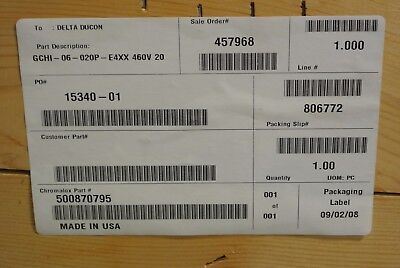 To : DELTA DUCON
Part Description:
GCHI-06-020P-E4XX 460V 20
Sale Order#
457968
1.000
Line #
PO#
15340-01
806772
Packing Slip#
Customer Part#
1.00
Quantity UOM: PC
Chromalox Part #
500870795
MADE IN USA
001
of
001
Packaging
Label
09/02/08